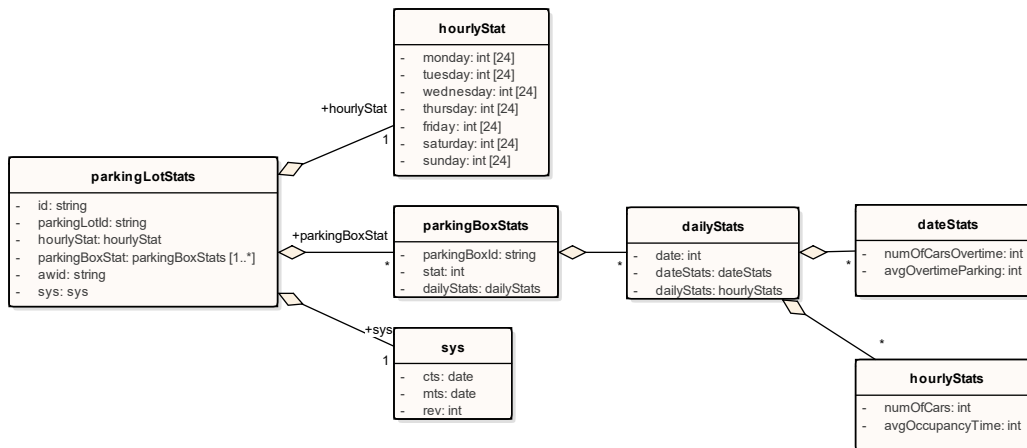 hourlyStat
- monday: int [24]
- tuesday: int [24]
- wednesday: int [24]
- thursday: int [24]
- friday: int [24]
- saturday: int [24]
- sunday: int [24]
+hourlyStat
1
parkingLotStats
- id: string
- parkingLotId: string
- hourlyStat: hourlyStat
- parkingBoxStat: parkingBoxStats [1..*]
- awid: string
- sys: sys
+parkingBoxStat
*
parkingBoxStats
- parkingBoxId: string
- stat: int
- dailyStats: dailyStats
*
dailyStats
- date: int
- dateStats: dateStats
- dailyStats: hourlyStats
*
dateStats
- numOfCarsOvertime: int
- avgOvertimeParking: int
+sys
1
sys
- cts: date
- mts: date
- rev: int
*
hourlyStats
- numOfCars: int
- avgOccupancyTime: int